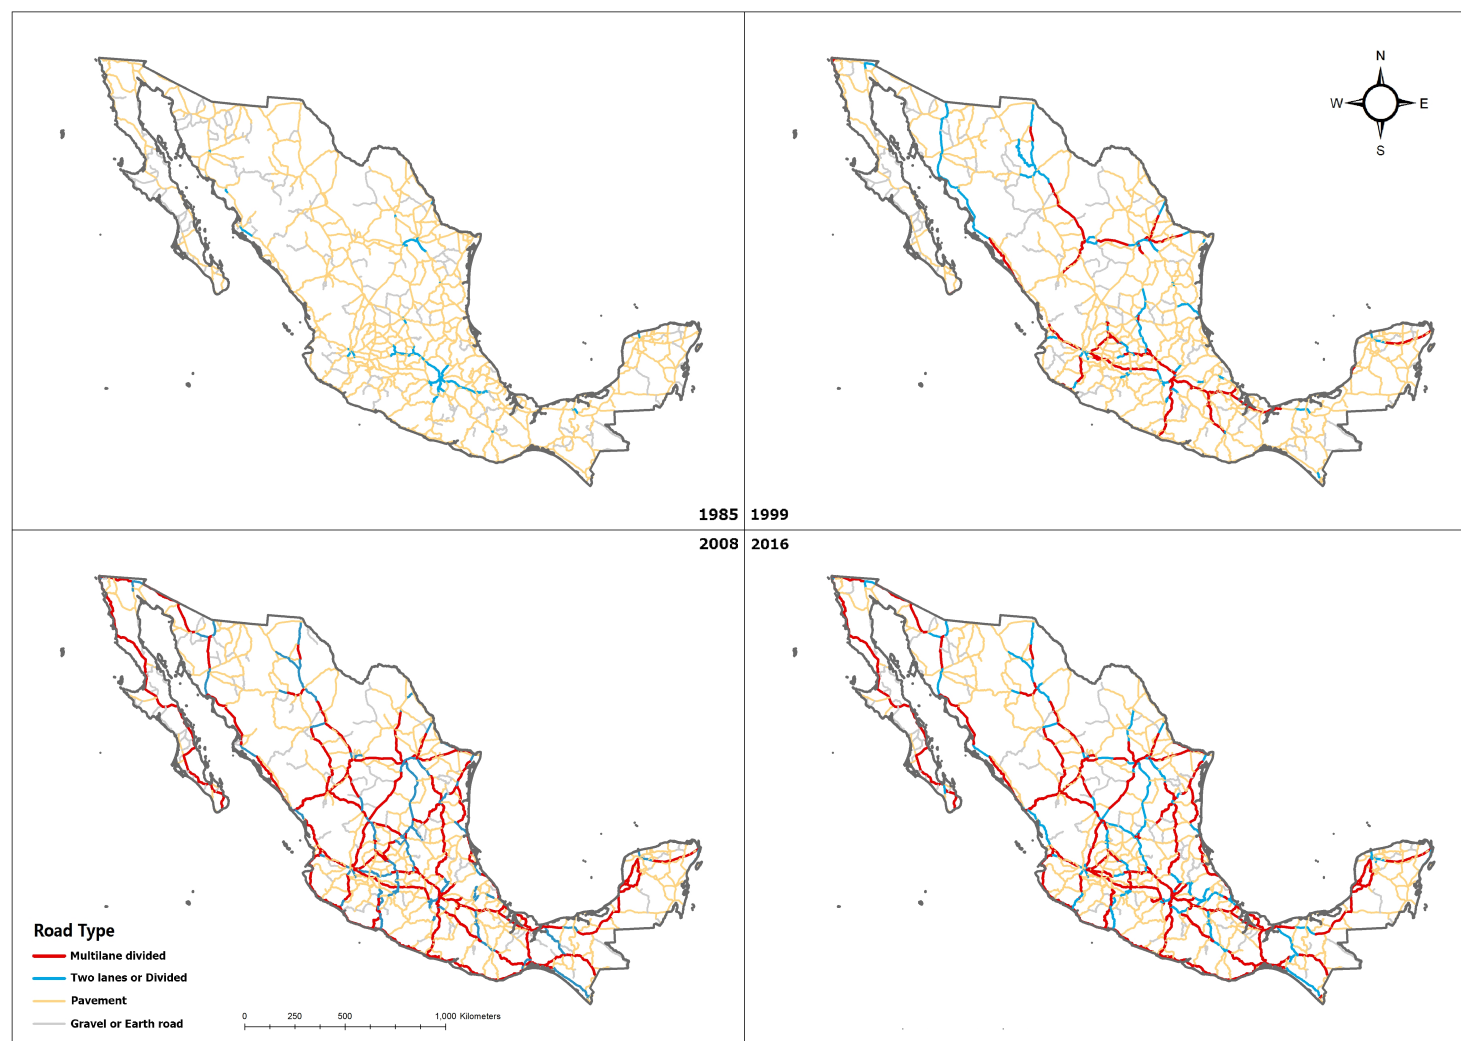 N
W E
S
1985 1999
2008 2016
Road Type
Multilane divided
Two lanes or Divided
Pavement
Gravel or Earth road
0 250 500 1,000 Kilometers